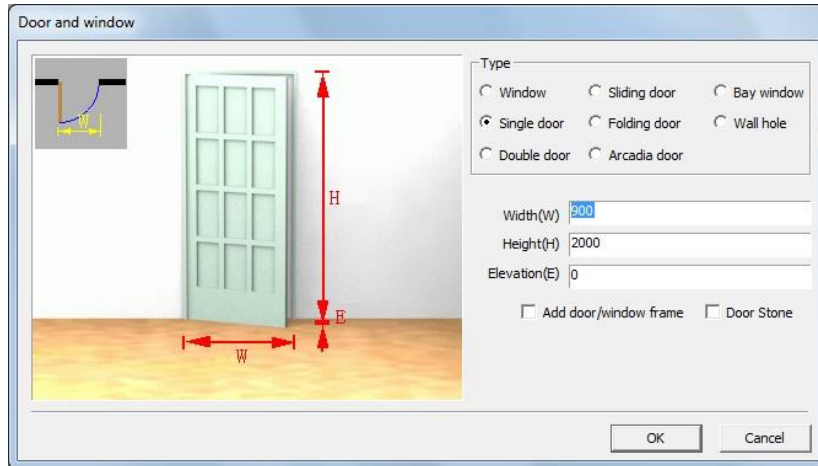 Door and window
W
H
E
W
Type
Window
Sliding door
Bay window
Single door
Folding door
Wall hole
Double door
Arcadia door
Width(W) 900
Height(H) 2000
Elevation(E) 0
Add door/window frame
Door Stone
OK
Cancel